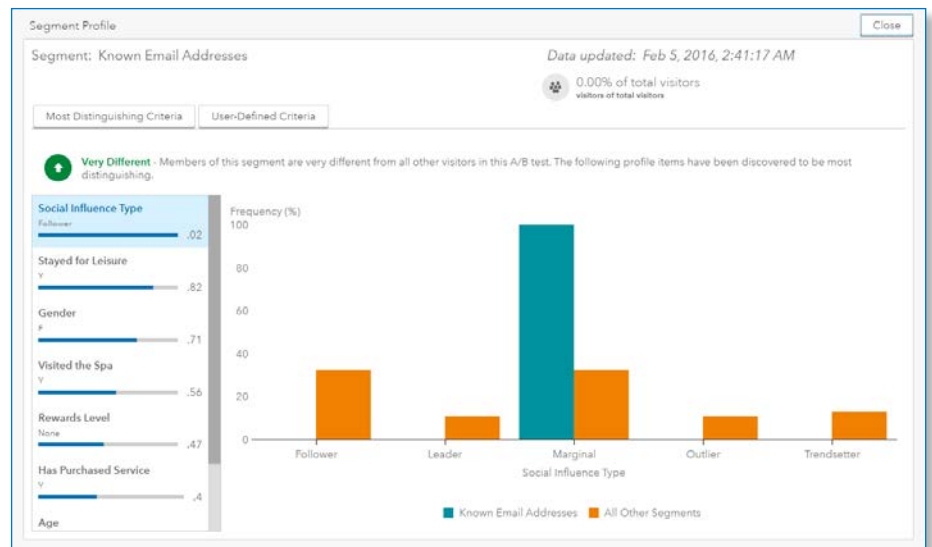 Segment Profile
Close
Segment: Known Email Addresses
Data updated: Feb 5, 2016, 2:41:17 AM
0.00% of total visitors
visitors of total visitors
Most Distinguishing Criteria
User-Defined Criteria
Very Different - Members of this segment are very different from all other visitors in this A/B test. The following profile items have been discovered to be most
distinguishing.
Social Influence Type
Follower
.02
Stayed for Leisure
Y
.82
Gender
F
.71
Visited the Spa
Y
.56
Rewards Level
None
.47
Has Purchased Service
Y
.4
Age
Frequency (%)
100
80
60
40
20
0
Follower
Leader
Marginal
Outlier
Trendsetter
Social Influence Type
Known Email Addresses
All Other Segments